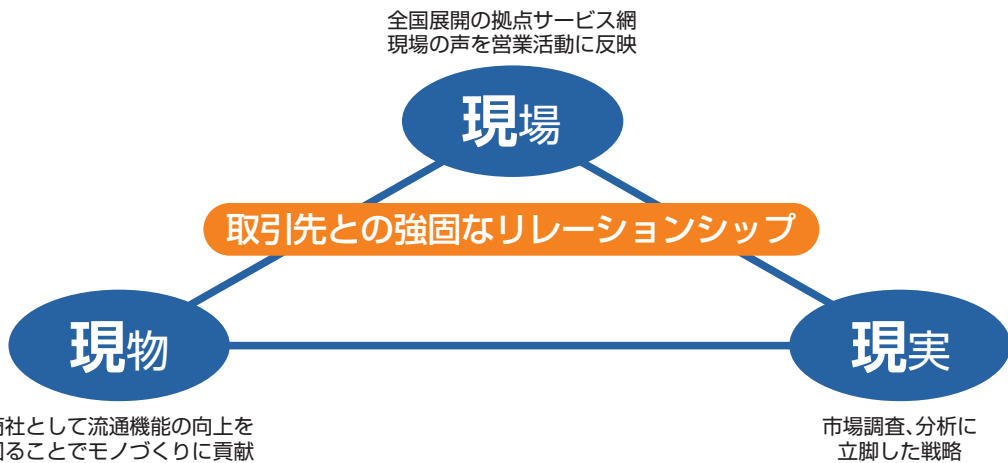 全国展開の拠点サービス網
現場の声を営業活動に反映
現場
取引先との強固なリレーションシップ
現物
現実
商社として流通機能の向上を
図ることでモノづくりに貢献
市場調査、分析に
立脚した戦略